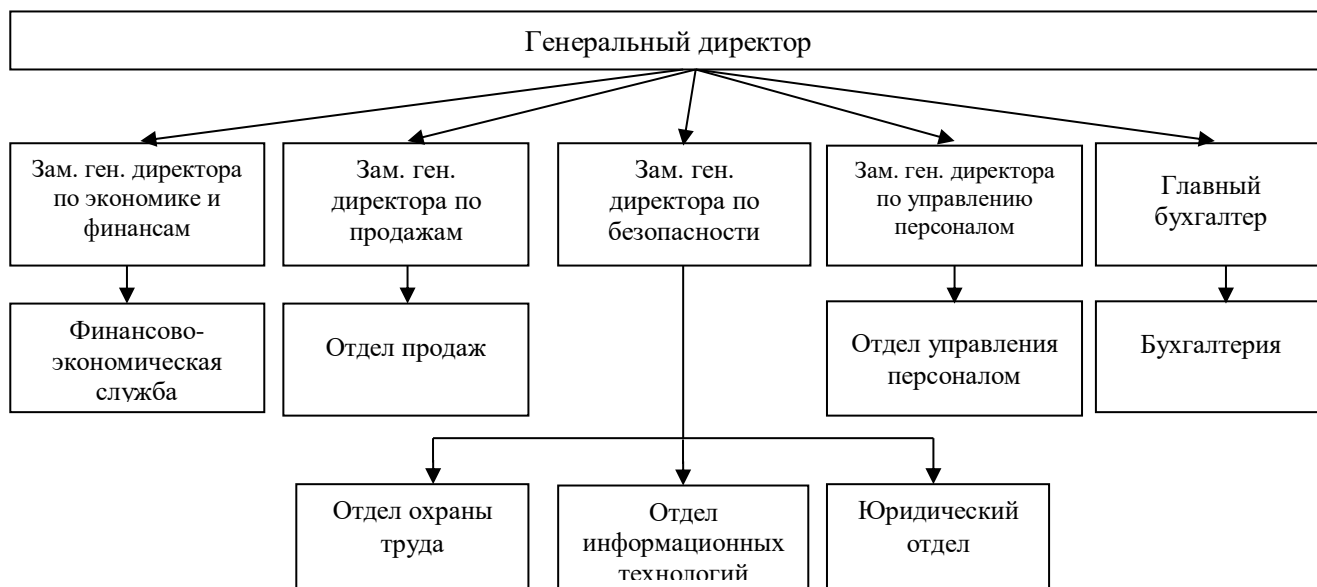 Генеральный директор
Зам. ген. директора
по экономике и
финансам
Зам. ген.
директора по
продажам
Зам. ген.
директора по
безопасности
Зам. ген. директора
по управлению
персоналом
Главный
бухгалтер
Финансово-
экономическая
служба
Отдел продаж
Отдел управления
персоналом
Бухгалтерия
Отдел охраны
труда
Отдел
информационных
технологий
Юридический
отдел